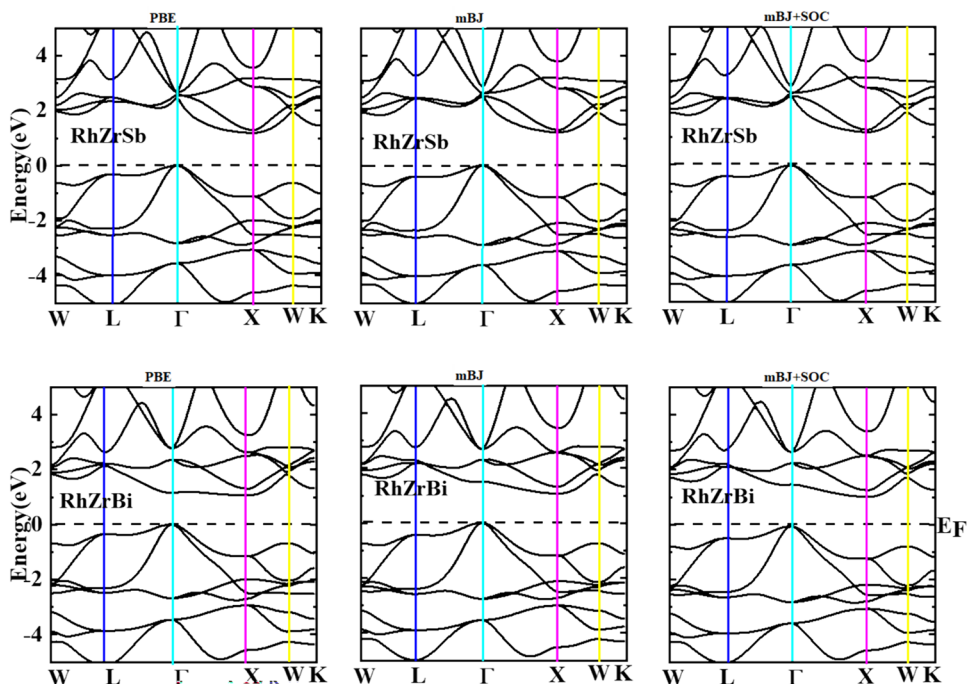 PBE mBJ mBJ+SOC
Energy(eV)
4
2
0
-2
-4
RhZrSb RhZrSb RhZrSb
W L Γ X W K W L Γ X W K W L Γ X W K
PBE mBJ mBJ+SOC
Energy(eV)
4
2
0
-2
-4
RhZrBi RhZrBi RhZrBi
EF
W L Γ X W K W L Γ X W K W L Γ X W K